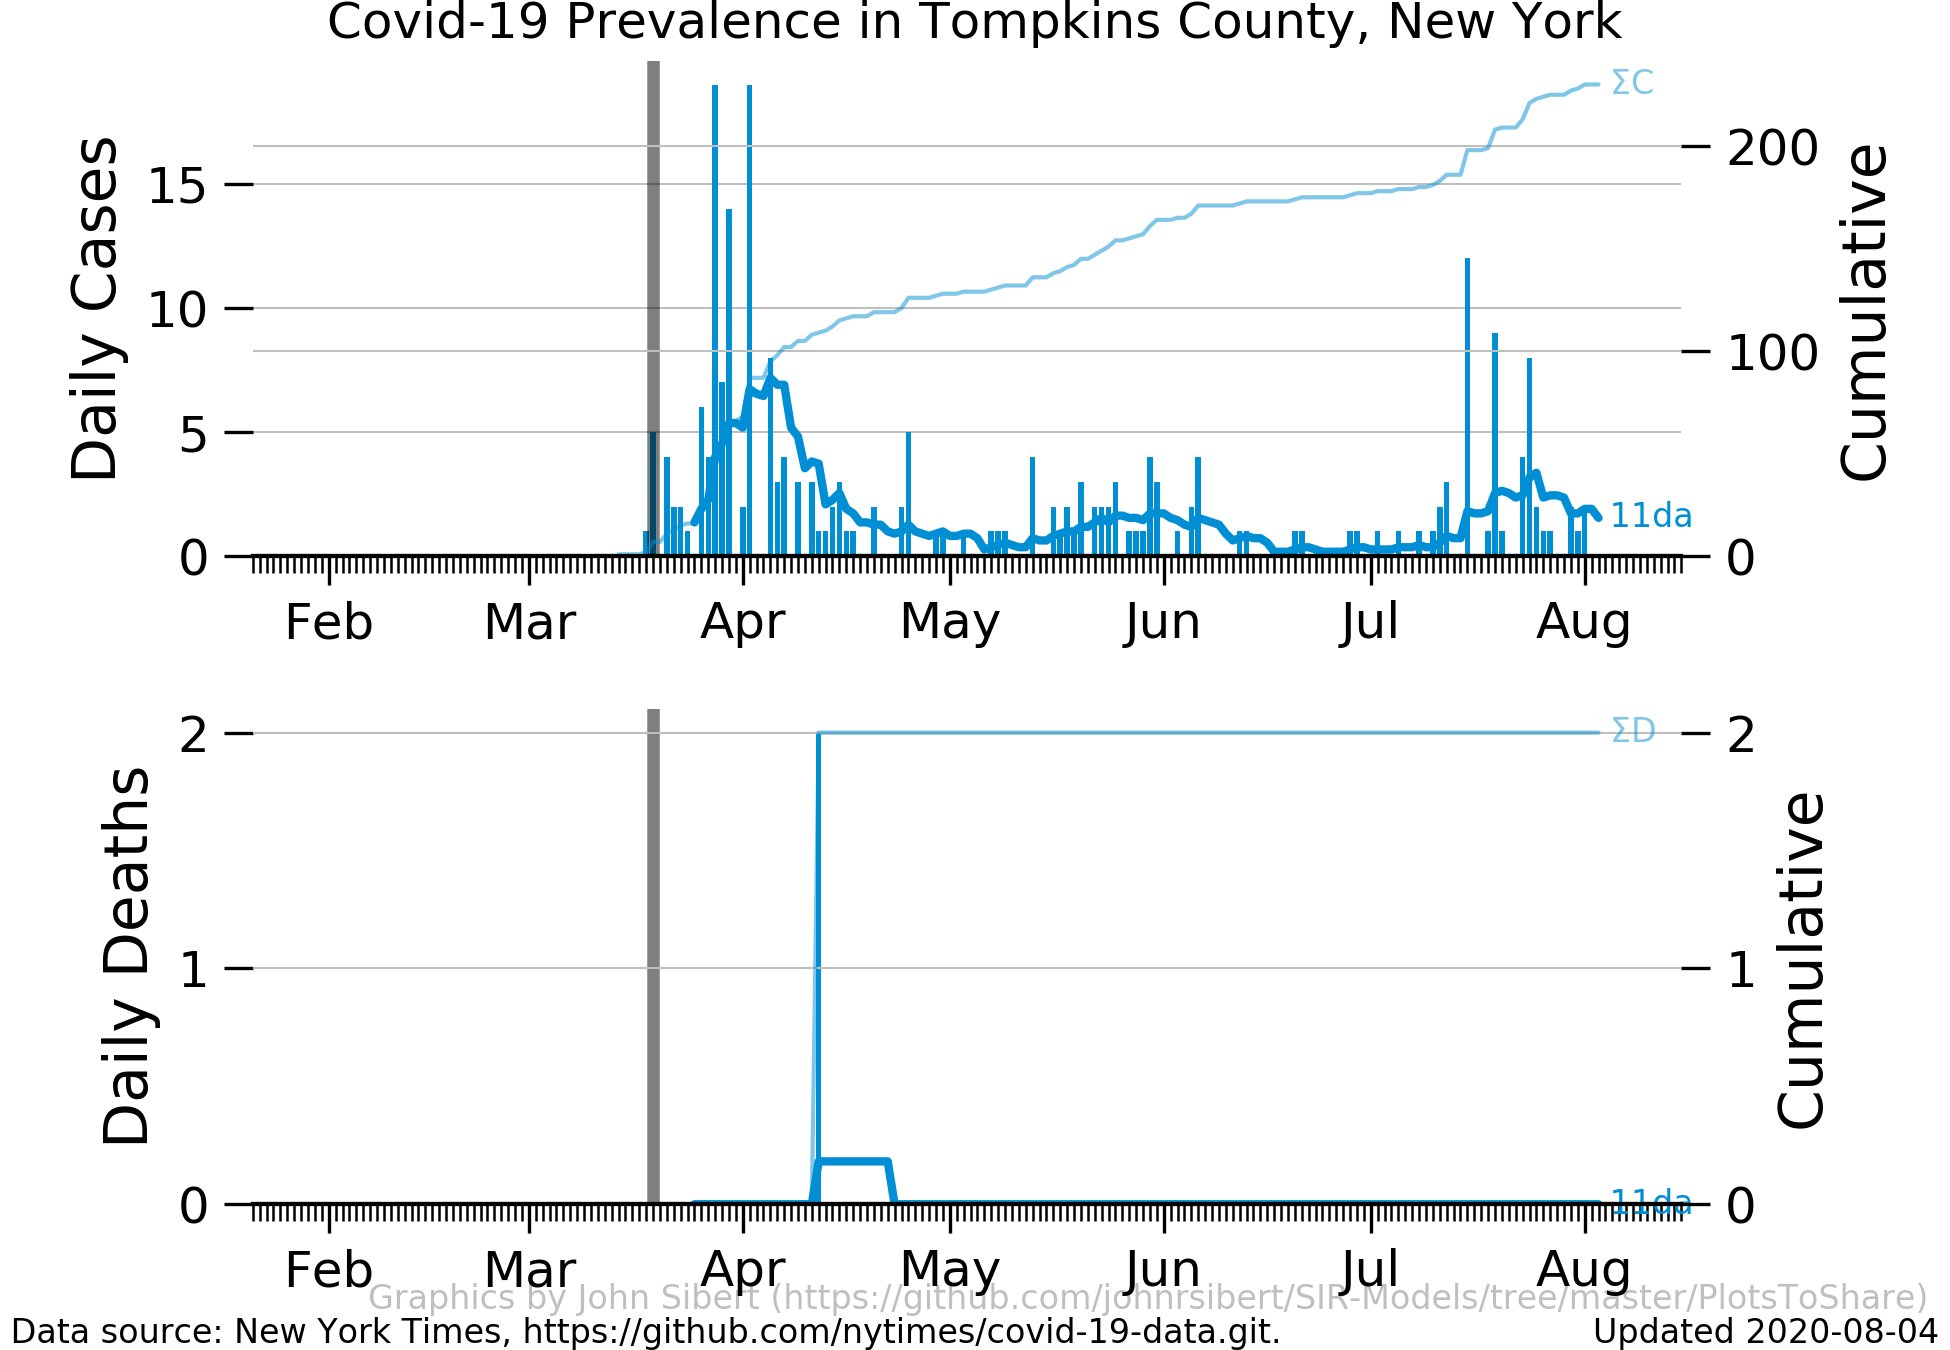 Covid-19 Prevalence in Tompkins County, New York
Daily Cases
15
10
5
0
ΣC
11da
200
100
0
Cumulative
Feb Mar Apr May Jun Jul Aug
Daily Deaths
2
1
0
ΣD
11da
2
1
0
Cumulative
Feb Mar Apr May Jun Jul Aug
Graphics by John Sibert (https://github.com/johnrsibert/SIR-Models/tree/master/PlotsToShare)
Data source: New York Times, https://github.com/nytimes/covid-19-data.git. Updated 2020-08-04